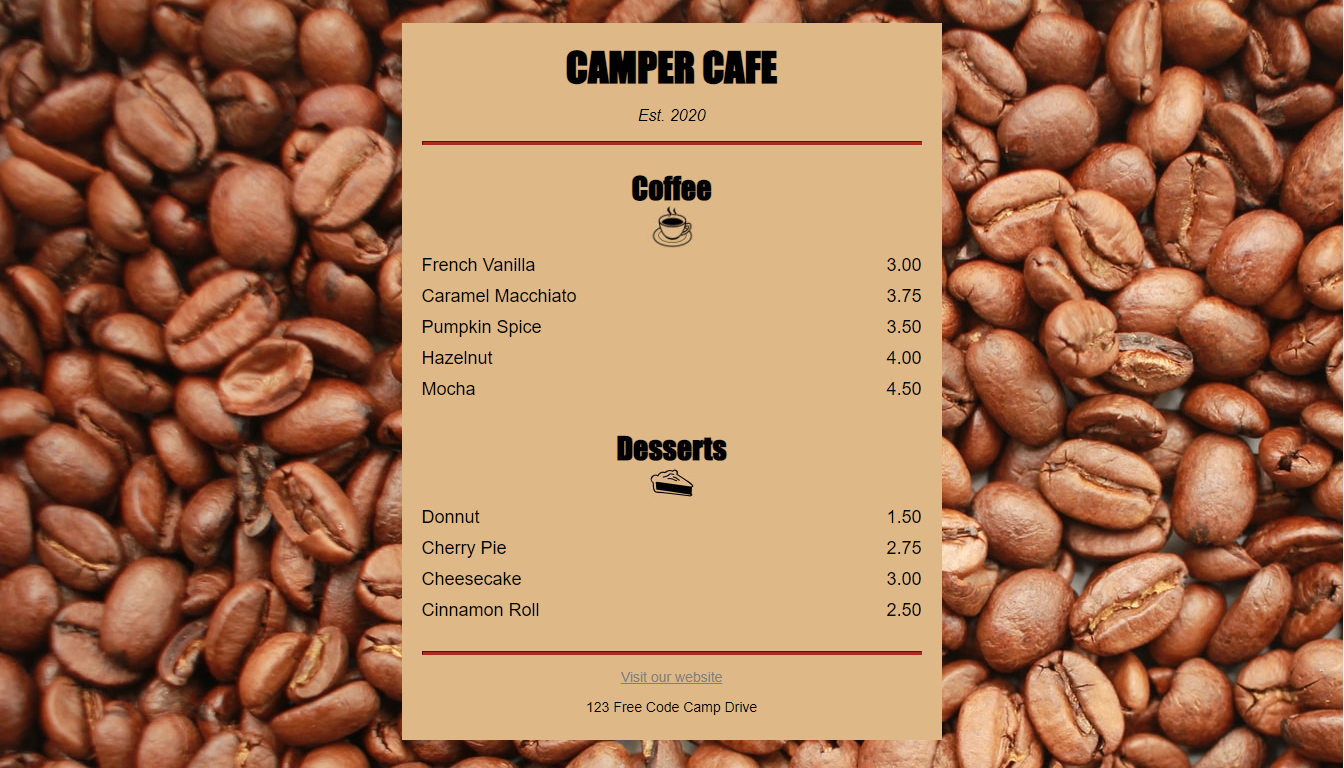 CAMPER CAFE
Est. 2020
Coffee
French Vanilla 3.00
Caramel Macchiato 3.75
Pumpkin Spice 3.50
Hazelnut 4.00
Mocha 4.50
Desserts
Donnut 1.50
Cherry Pie 2.75
Cheesecake 3.00
Cinnamon Roll 2.50
Visit our website
123 Free Code Camp Drive